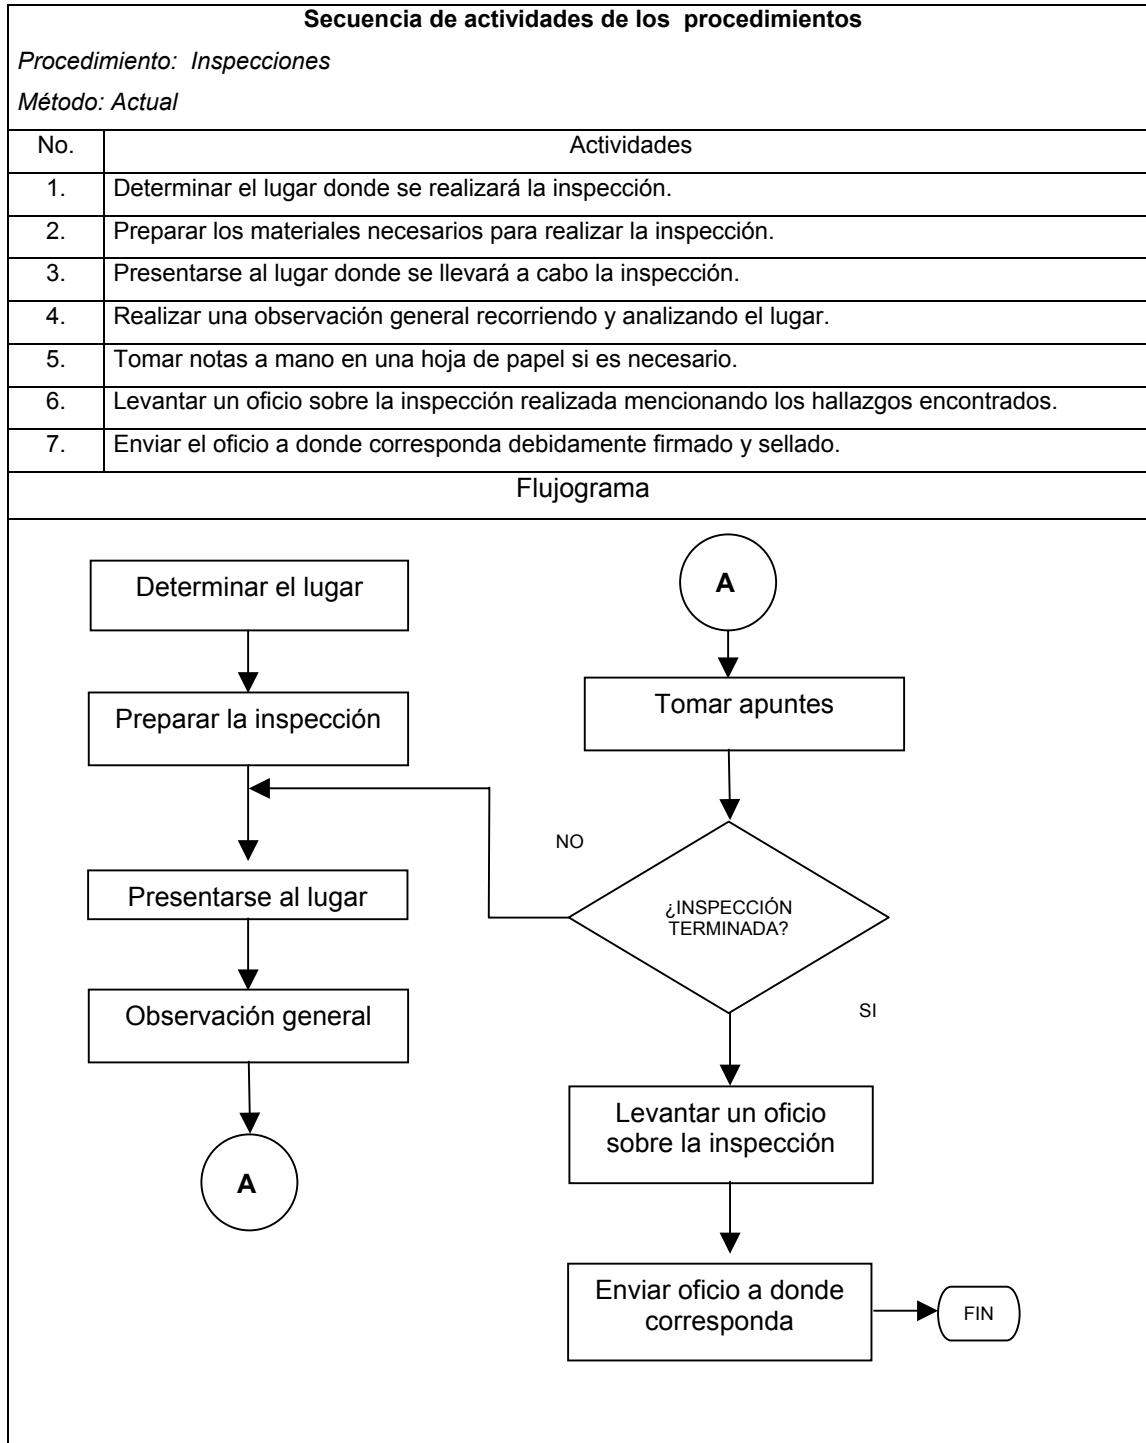 Secuencia de actividades de los procedimientos
Procedimiento: Inspecciones
Método: Actual
No. Actividades
1. Determinar el lugar donde se realizará la inspección.
2. Preparar los materiales necesarios para realizar la inspección.
3. Presentarse al lugar donde se llevará a cabo la inspección.
4. Realizar una observación general recorriendo y analizando el lugar.
5. Tomar notas a mano en una hoja de papel si es necesario.
6. Levantar un oficio sobre la inspección realizada mencionando los hallazgos encontrados.
7. Enviar el oficio a donde corresponda debidamente firmado y sellado.
Flujograma
Determinar el lugar
Preparar la inspección
Presentarse al lugar
Observación general
A
A
Tomar apuntes
¿INSPECCIÓN
TERMINADA?
NO
SI
Levantar un oficio
sobre la inspección
Enviar oficio a donde
corresponda
FIN